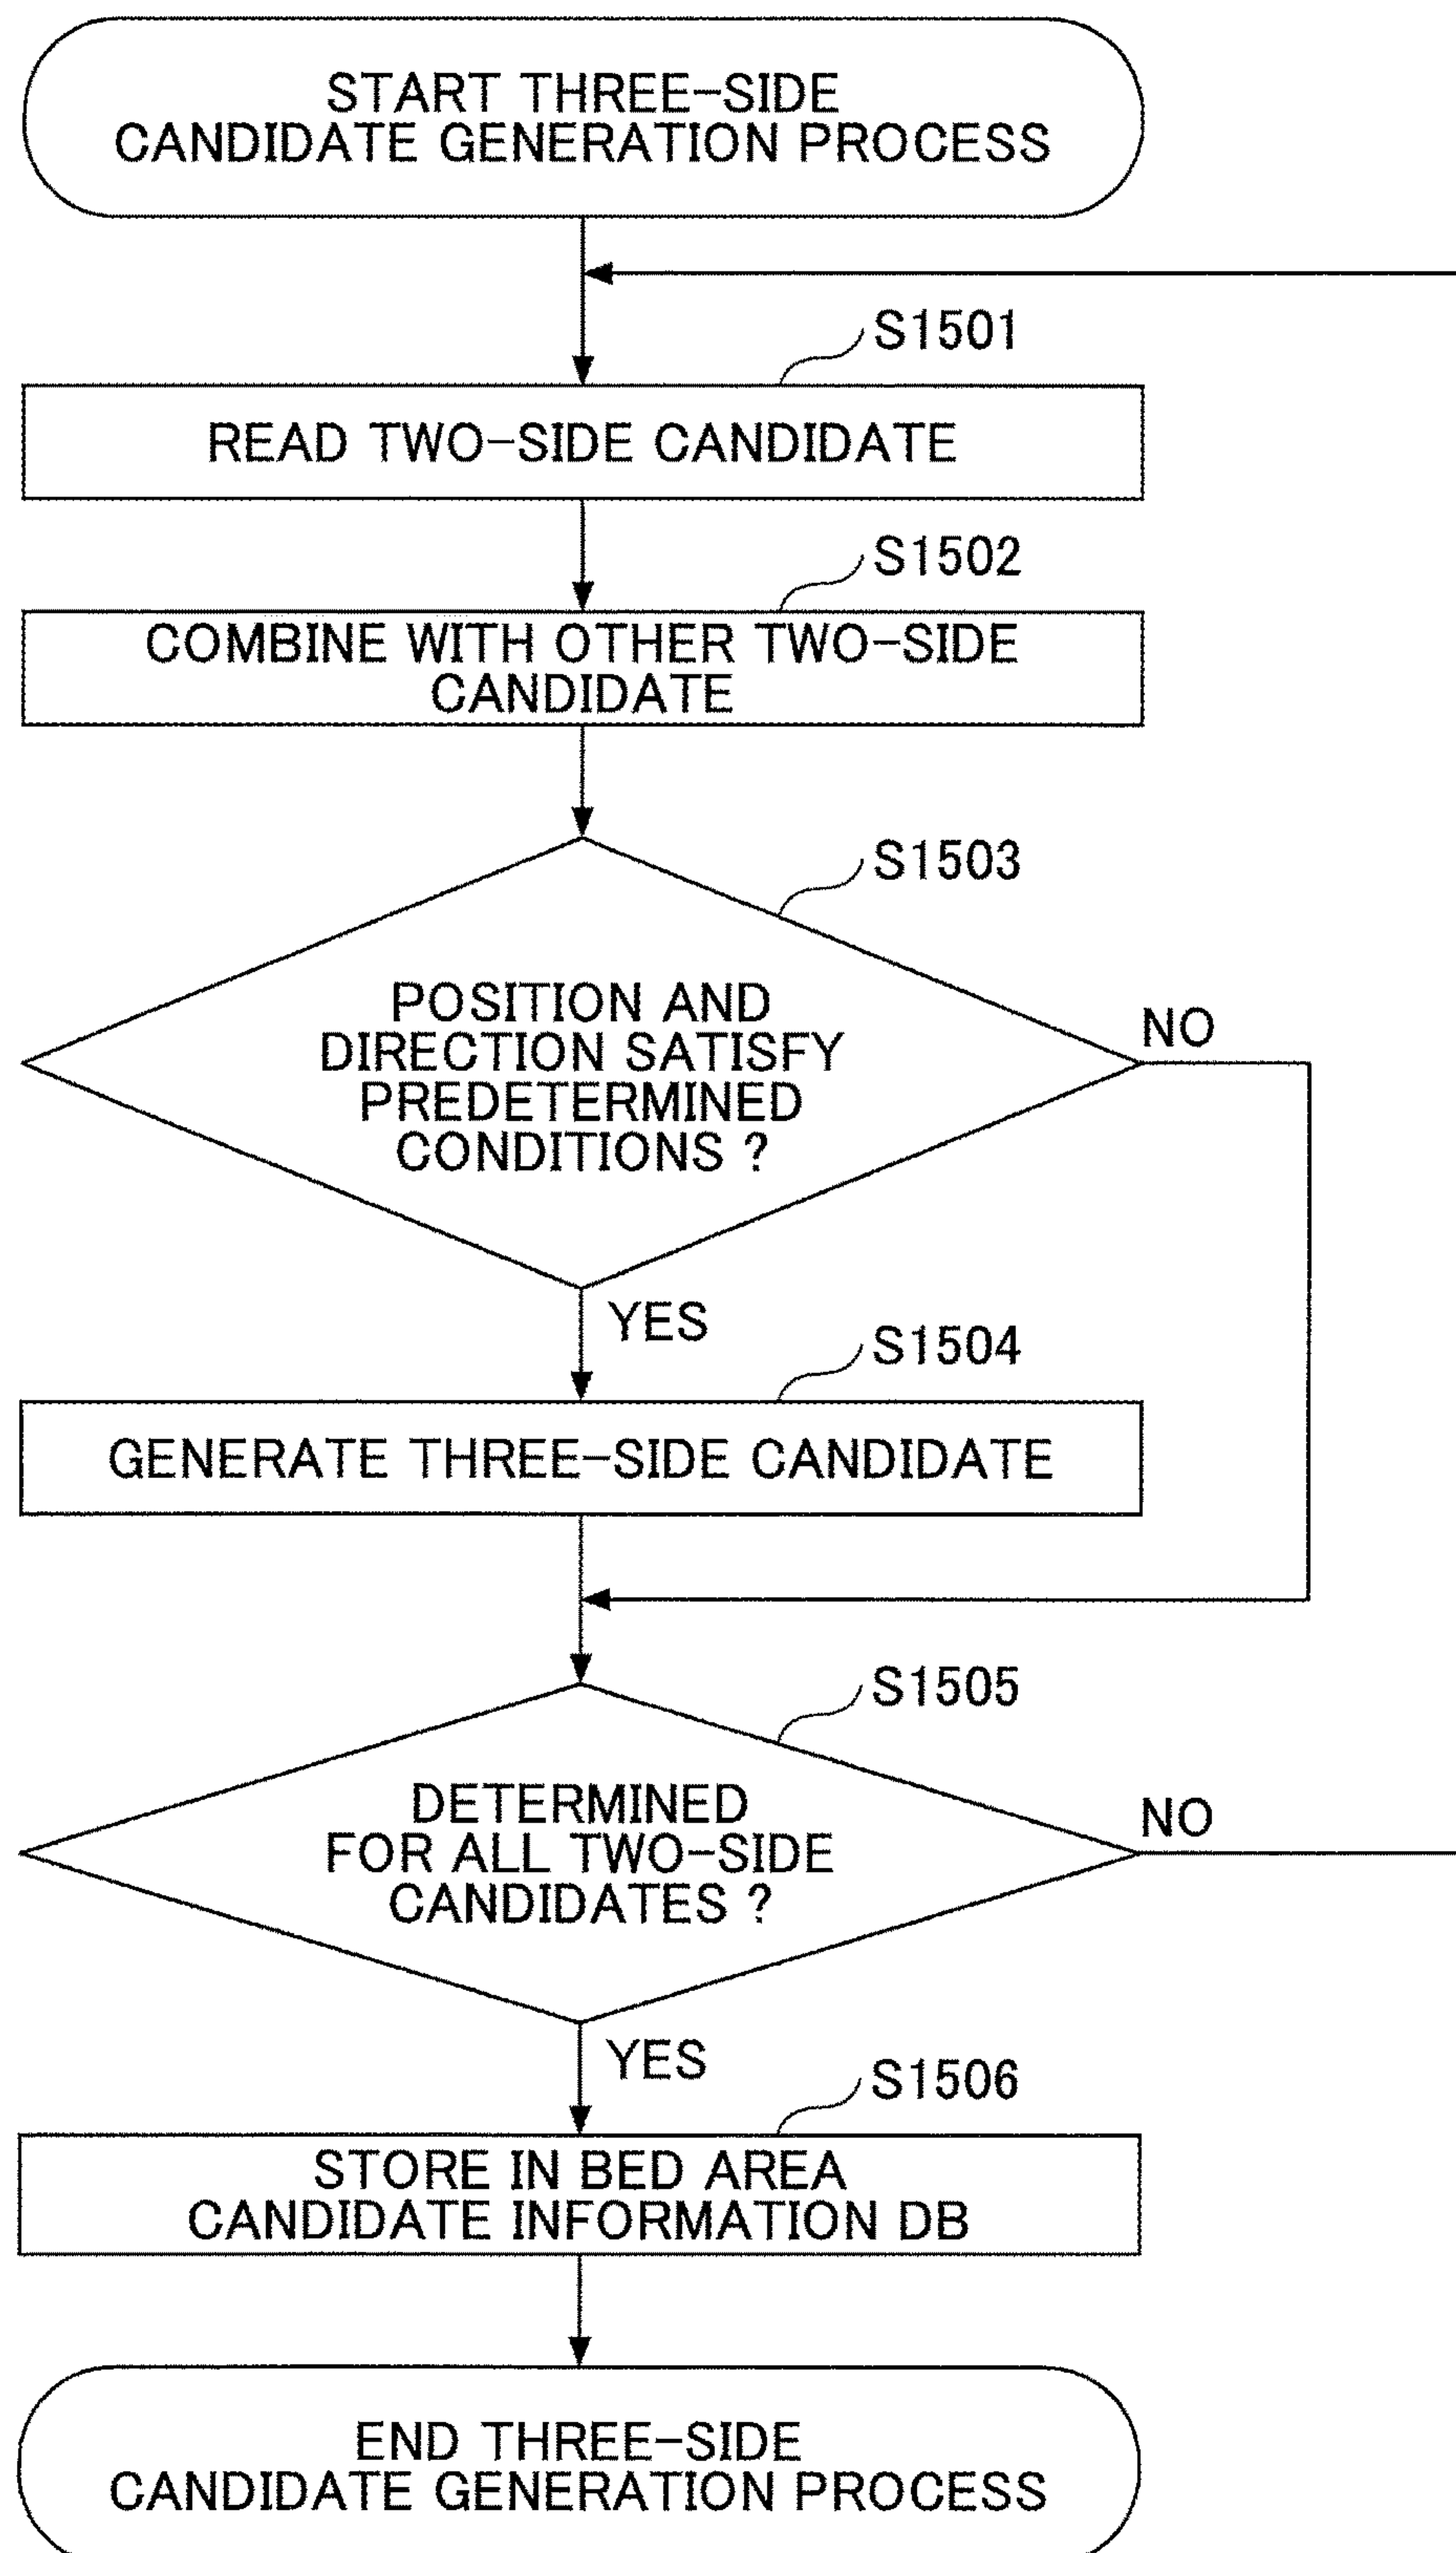 START THREE-SIDE
CANDIDATE GENERATION PROCESS
S1501
READ TWO-SIDE CANDIDATE
S1502
COMBINE WITH OTHER TWO-SIDE
CANDIDATE
S1503
POSITION AND
DIRECTION SATISFY
PREDETERMINED
CONDITIONS ?
NO
YES
S1504
GENERATE THREE-SIDE CANDIDATE
S1505
DETERMINED
FOR ALL TWO-SIDE
CANDIDATES ?
NO
YES
S1506
STORE IN BED AREA
CANDIDATE INFORMATION DB
END THREE-SIDE
CANDIDATE GENERATION PROCESS